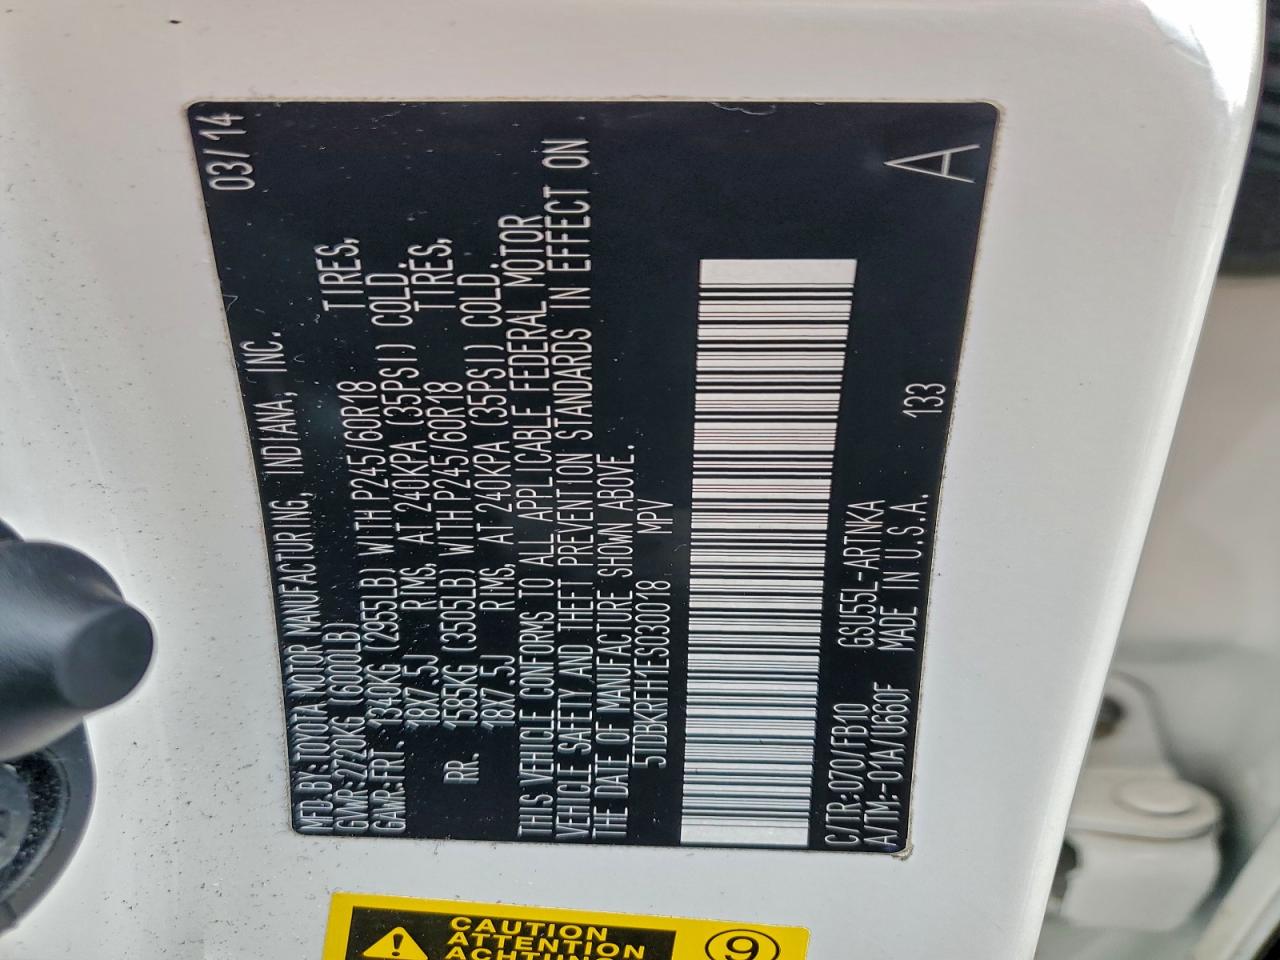 MFD. BY: TOYOTA MOTOR MANUFACTURING, INDIANA, INC. 03/14
GVWR: 2720KG (6000LB)
GAWR: FRT. 1340KG (2955LB) WITH P245/60R18 TIRES,
18X7.5J RIMS, AT 240KPA (35PSI) COLD.
RR. 1585KG (3505LB) WITH P245/60R18 TIRES,
18X7.5J RIMS, AT 240KPA (35PSI) COLD.
THIS VEHICLE CONFORMS TO ALL APPLICABLE FEDERAL MOTOR
VEHICLE SAFETY AND THEFT PREVENTION STANDARDS IN EFFECT ON
THE DATE OF MANUFACTURE SHOWN ABOVE.
5TDBKRFH1ES030018 MPV
C/TR: 070/FB10 GSU55L-ARTNKA
A/TM: -01A/U660F MADE IN U.S.A. 133
A
CAUTION
ATTENTION
ACHTUNG
9